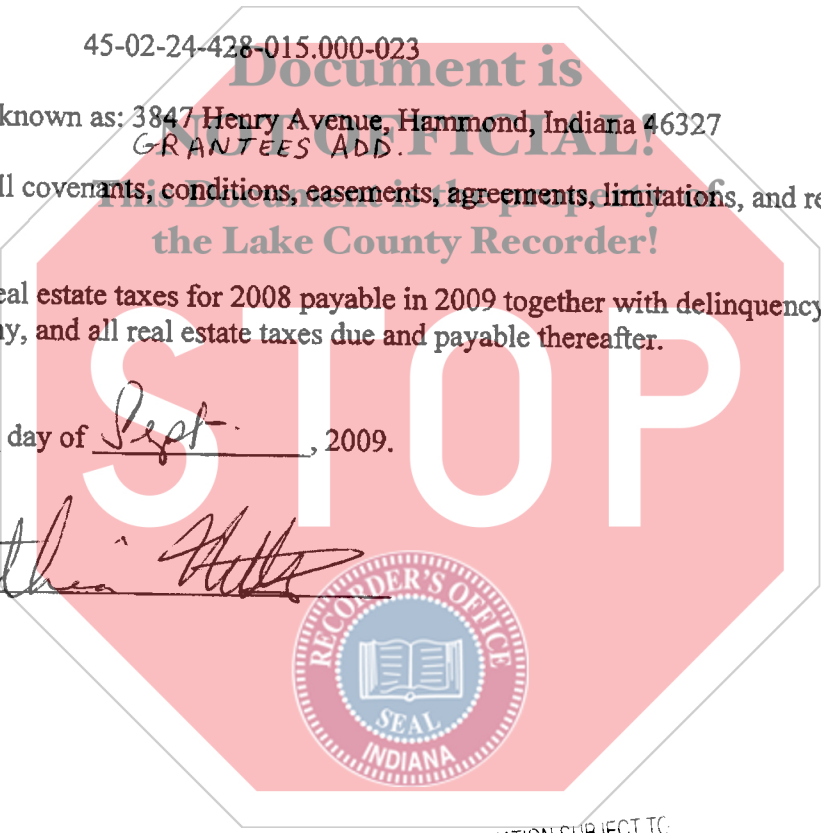 45-02-24-428-015.000-023
Document is
known as: 3847 Henry Avenue, Hammond, Indiana 46327
NOT OFFICIAL!
GRANTEES ADD.
ll covenants, conditions, easements, agreements, limitations, and re
This Document is the property of
the Lake County Recorder!
eal estate taxes for 2008 payable in 2009 together with delinquency
ny, and all real estate taxes due and payable thereafter.
STOP
day of Sept. , 2009.
RECORDER'S OFFICE
SEAL
INDIANA
SUBJECT TO